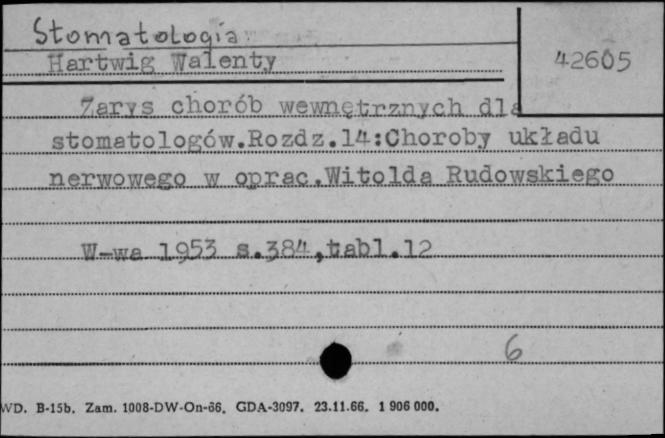 Stomatologia
Hartwig Walenty
42605
Zarys chorób wewnętrznych dla
stomatologów.Rozdz.14:Choroby układu
nerwowego w oprac.Witolda Rudowskiego
W-wa 1953 s.384,tabl.12
6
WD. B-15b. Zam. 1008-DW-On-66. GDA-3097. 23.11.66. 1 906 000.